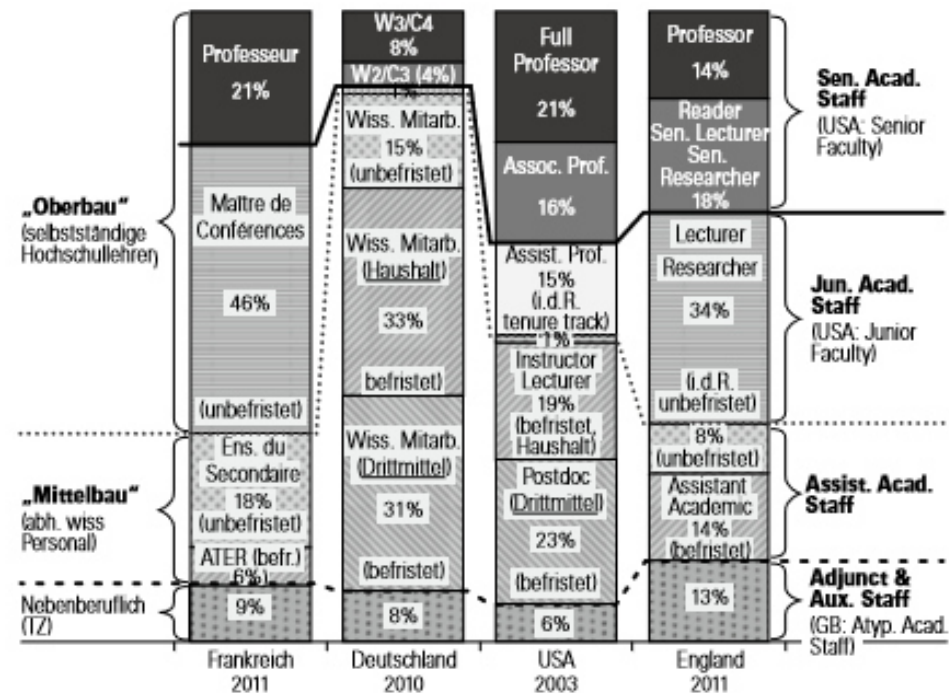 „Oberbau"
(selbstständige
Hochschullehrer)
„Mittelbau"
(abh. wiss
Personal)
Nebenberuflich
(TZ)
Professeur
21%
Maître de
Conférences
46%
(unbefristet)
Ens. du
Secondaire
18%
(unbefristet)
ATER (befr.)
6%)
9%
Frankreich
2011
W3/C4
8%
W2/C3 (4%)
1%
Wiss. Mitarb.
15%
(unbefristet)
Wiss. Mitarb.
(Haushalt)
33%
befristet)
Wiss. Mitarb.
(Drittmittel)
31%
(befristet)
8%
Deutschland
2010
Full
Professor
21%
Assoc. Prof.
16%
Assist. Prof.
15%
(i.d.R.
tenure track)
1%
Instructor
Lecturer
19%
(befristet,
Haushalt)
Postdoc
(Drittmittel)
23%
(befristet)
6%
USA
2003
Professor
14%
Reader
Sen. Lecturer
Sen.
Researcher
18%
Lecturer
Researcher
34%
(i.d.R.
unbefristet)
8%
(unbefristet)
Assistant
Academic
14%
(befristet)
13%
England
2011
Sen. Acad.
Staff
(USA: Senior
Faculty)
Jun. Acad.
Staff
(USA: Junior
Faculty)
Assist. Acad.
Staff
Adjunct &
Aux. Staff
(GB: Atyp. Acad.
Staff)